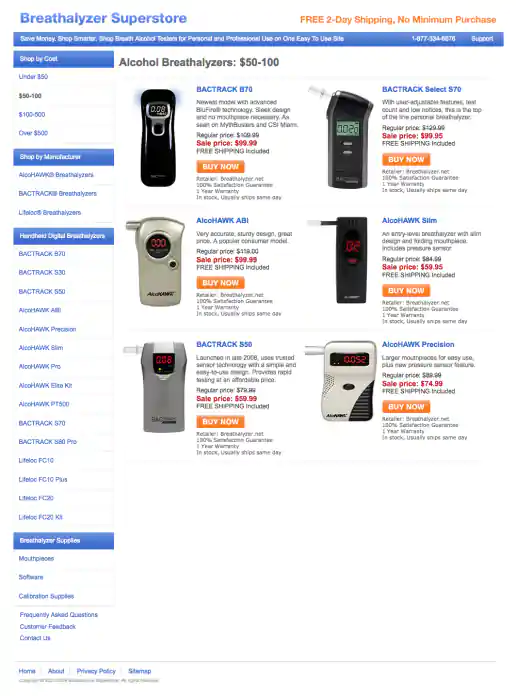 Breathalyzer Superstore
FREE 2-Day Shipping, No Minimum Purchase
Save Money. Shop Smarter. Shop Breath Alcohol Testers for Personal and Professional Use on One Easy To Use Site
1-877-334-6876 Support
Shop by Cost
Under $50
$50-100
$100-500
Over $500
Shop by Manufacturer
AlcoHAWK® Breathalyzers
BACTRACK® Breathalyzers
Lifeloc® Breathalyzers
Handheld Digital Breathalyzers
BACTRACK B70
BACTRACK S30
BACTRACK S50
AlcoHAWK ABI
AlcoHAWK Precision
AlcoHAWK Slim
AlcoHAWK Pro
AlcoHAWK Elite Kit
AlcoHAWK PT500
BACTRACK S70
BACTRACK S80 Pro
Lifeloc FC10
Lifeloc FC10 Plus
Lifeloc FC20
Lifeloc FC20 Kit
Breathalyzer Supplies
Mouthpieces
Software
Calibration Supplies
Frequently Asked Questions
Customer Feedback
Contact Us
Alcohol Breathalyzers: $50-100
BACTRACK B70
Newest model with advanced
BluFire® technology. Sleek design
and no mouthpiece necessary. As
seen on MythBusters and CSI Miami.
Regular price: $109.99
Sale price: $99.99
FREE SHIPPING Included
BUY NOW
Retailer: Breathalyzer.net
100% Satisfaction Guarantee
1 Year Warranty
In stock, Usually ships same day
BACTRACK Select S70
With user-adjustable features, test
count and low notices, this is the top
of the line personal breathalyzer.
Regular price: $129.99
Sale price: $99.95
FREE SHIPPING Included
BUY NOW
Retailer: Breathalyzer.net
100% Satisfaction Guarantee
1 Year Warranty
In stock, Usually ships same day
AlcoHAWK ABI
Very accurate, sturdy design, great
price. A popular consumer model.
Regular price: $119.00
Sale price: $99.99
FREE SHIPPING Included
BUY NOW
Retailer: Breathalyzer.net
100% Satisfaction Guarantee
1 Year Warranty
In stock, Usually ships same day
AlcoHAWK Slim
An entry-level breathalyzer with slim
design and folding mouthpiece.
Includes pressure sensor
Regular price: $84.99
Sale price: $59.95
FREE SHIPPING Included
BUY NOW
Retailer: Breathalyzer.net
100% Satisfaction Guarantee
1 Year Warranty
In stock, Usually ships same day
BACTRACK S50
Launched in late 2008, uses trusted
sensor technology with a simple and
easy-to-use design. Provides rapid
testing at an affordable price.
Regular price: $79.99
Sale price: $59.99
FREE SHIPPING Included
BUY NOW
Retailer: Breathalyzer.net
100% Satisfaction Guarantee
1 Year Warranty
In stock, Usually ships same day
AlcoHAWK Precision
Larger mouthpieces for easy use,
plus new pressure sensor feature.
Regular price: $89.99
Sale price: $74.99
FREE SHIPPING Included
BUY NOW
Retailer: Breathalyzer.net
100% Satisfaction Guarantee
1 Year Warranty
In stock, Usually ships same day
Home About Privacy Policy Sitemap
Breathalyzer Superstore. All Rights Reserved.